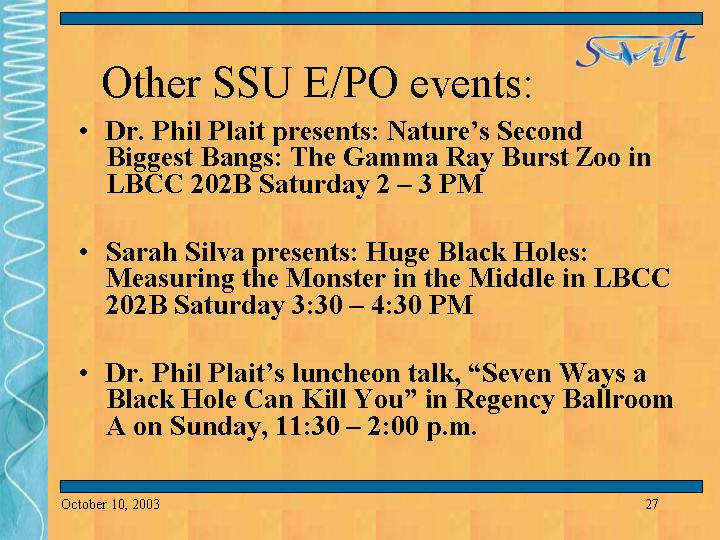 Swift
Other SSU E/PO events:
• Dr. Phil Plait presents: Nature’s Second
Biggest Bangs: The Gamma Ray Burst Zoo in
LBCC 202B Saturday 2 – 3 PM
• Sarah Silva presents: Huge Black Holes:
Measuring the Monster in the Middle in LBCC
202B Saturday 3:30 – 4:30 PM
• Dr. Phil Plait’s luncheon talk, “Seven Ways a
Black Hole Can Kill You” in Regency Ballroom
A on Sunday, 11:30 – 2:00 p.m.
October 10, 2003
27